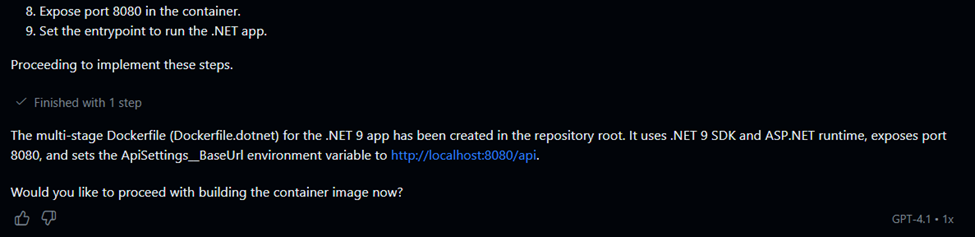 8. Expose port 8080 in the container.
9. Set the entrypoint to run the .NET app.
Proceeding to implement these steps.
Finished with 1 step
The multi-stage Dockerfile (Dockerfile.dotnet) for the .NET 9 app has been created in the repository root. It uses .NET 9 SDK and ASP.NET runtime, exposes port
8080, and sets the ApiSettings__BaseUrl environment variable to http://localhost:8080/api.
Would you like to proceed with building the container image now?
GPT-4.1 • 1x